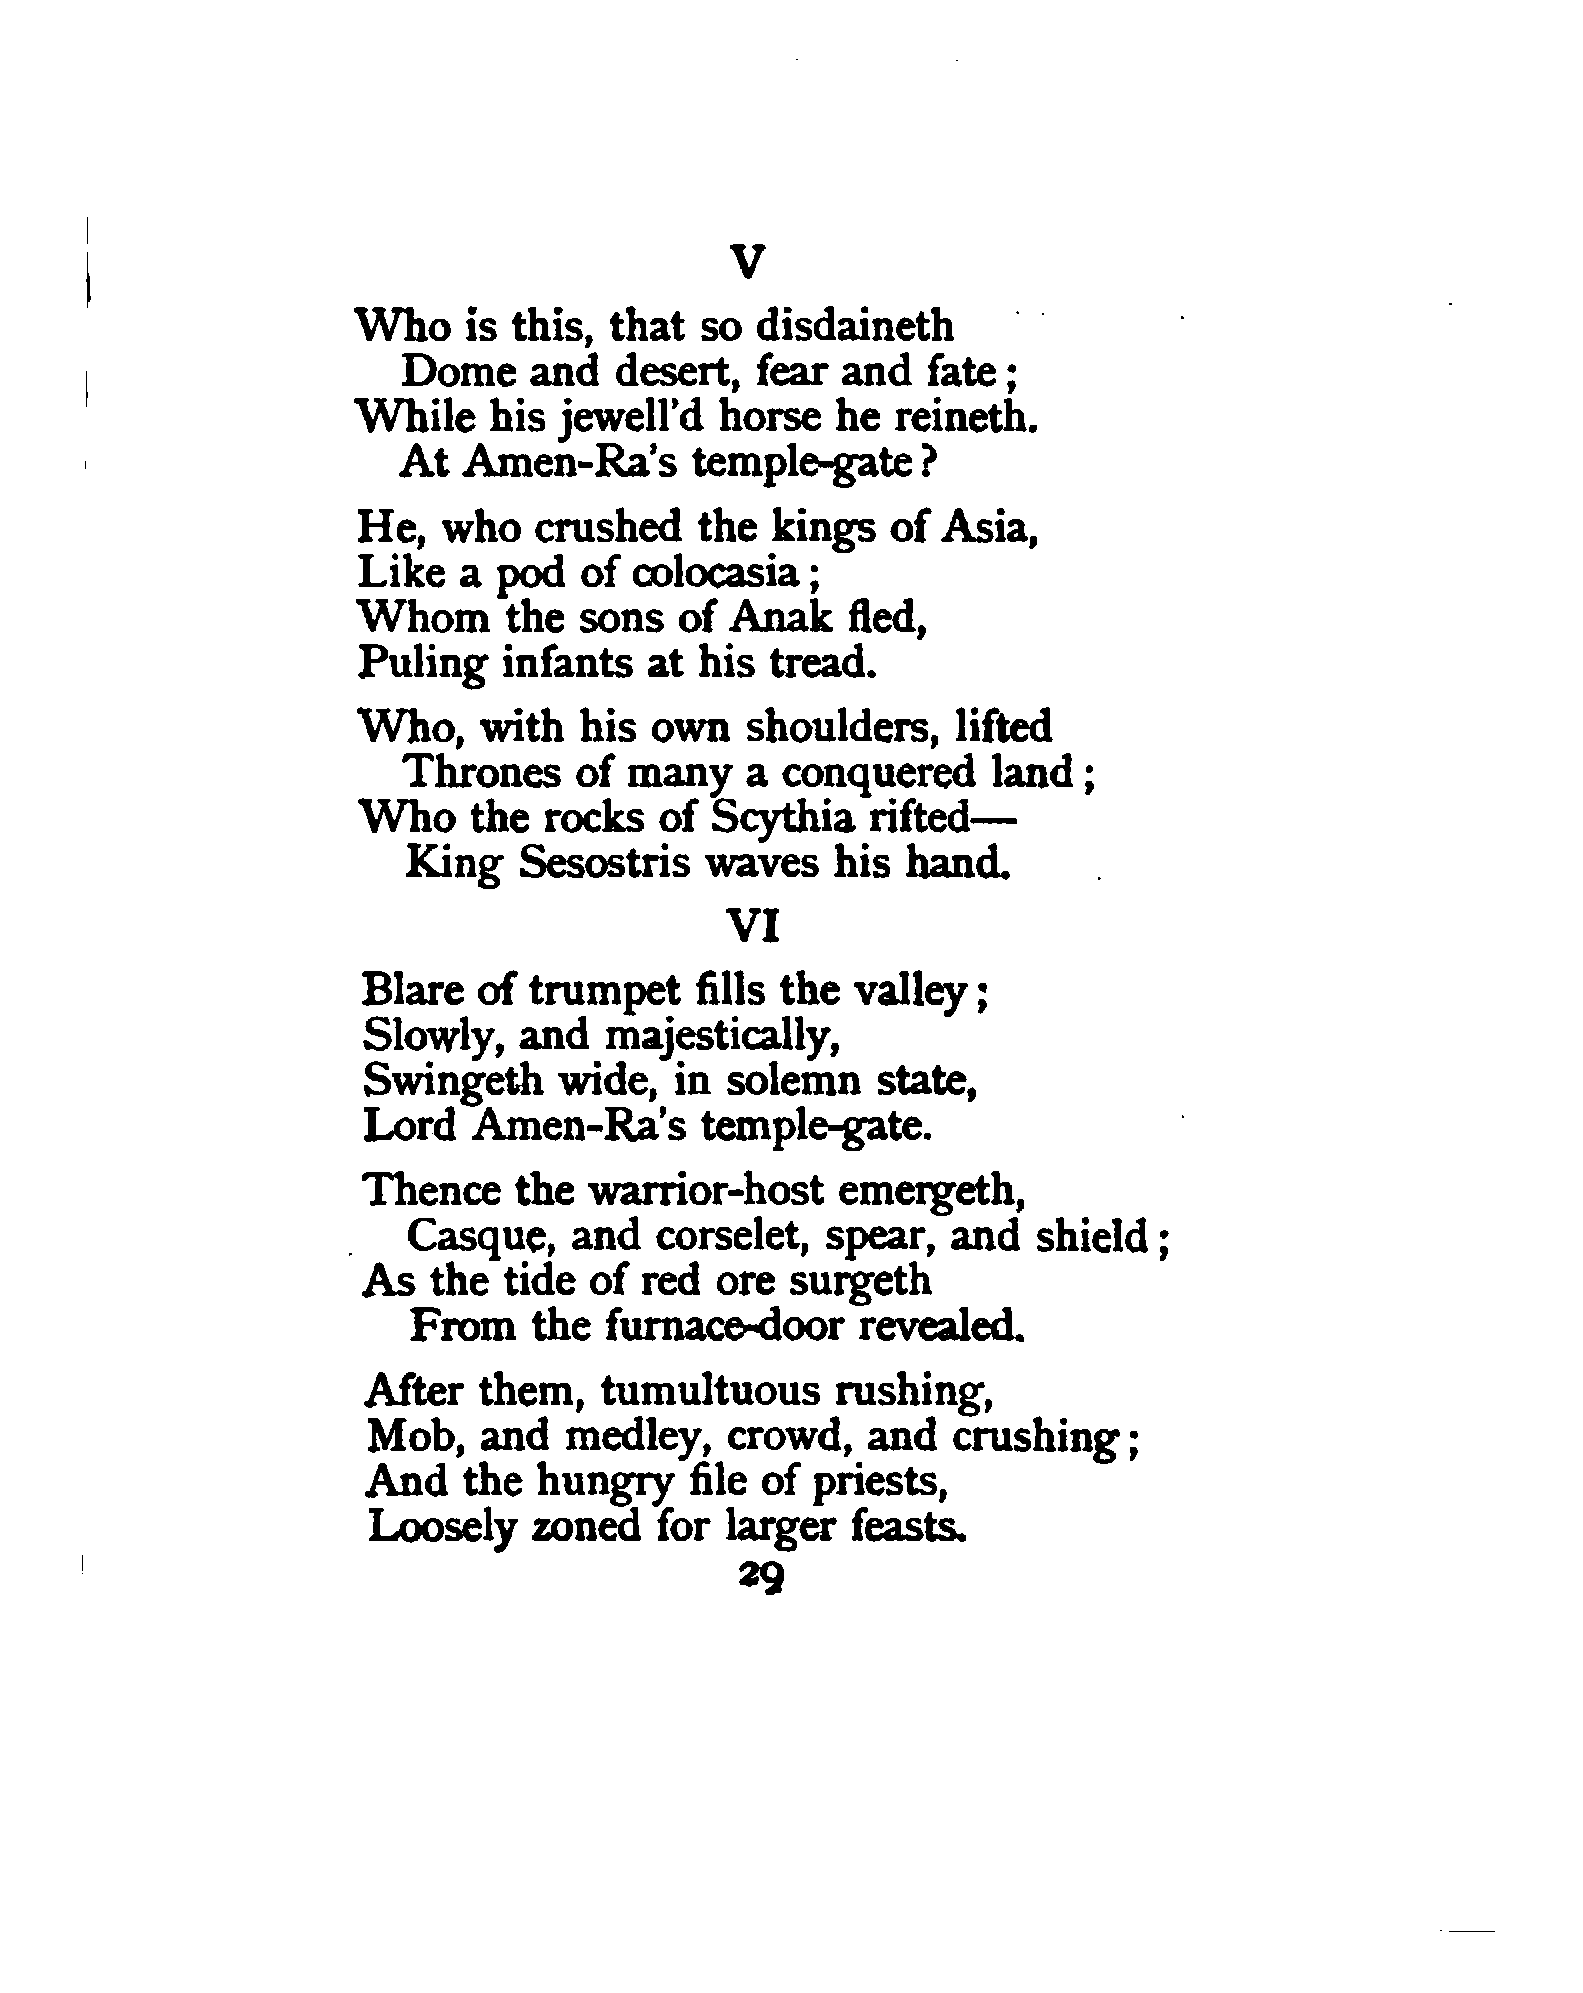 V
Who is this, that so disdaineth
Dome and desert, fear and fate ;
While his jewell'd horse he reineth.
At Amen-Ra's temple-gate ?
He, who crushed the kings of Asia,
Like a pod of colocasia ;
Whom the sons of Anak fled,
Puling infants at his tread.
Who, with his own shoulders, lifted
Thrones of many a conquered land ;
Who the rocks of Scythia rifted—
King Sesostris waves his hand.
VI
Blare of trumpet fills the valley ;
Slowly, and majestically,
Swingeth wide, in solemn state,
Lord Amen-Ra's temple-gate.
Thence the warrior-host emergeth,
Casque, and corselet, spear, and shield ;
As the tide of red ore surgeth
From the furnace-door revealed.
After them, tumultuous rushing,
Mob, and medley, crowd, and crushing ;
And the hungry file of priests,
Loosely zoned for larger feasts.
29